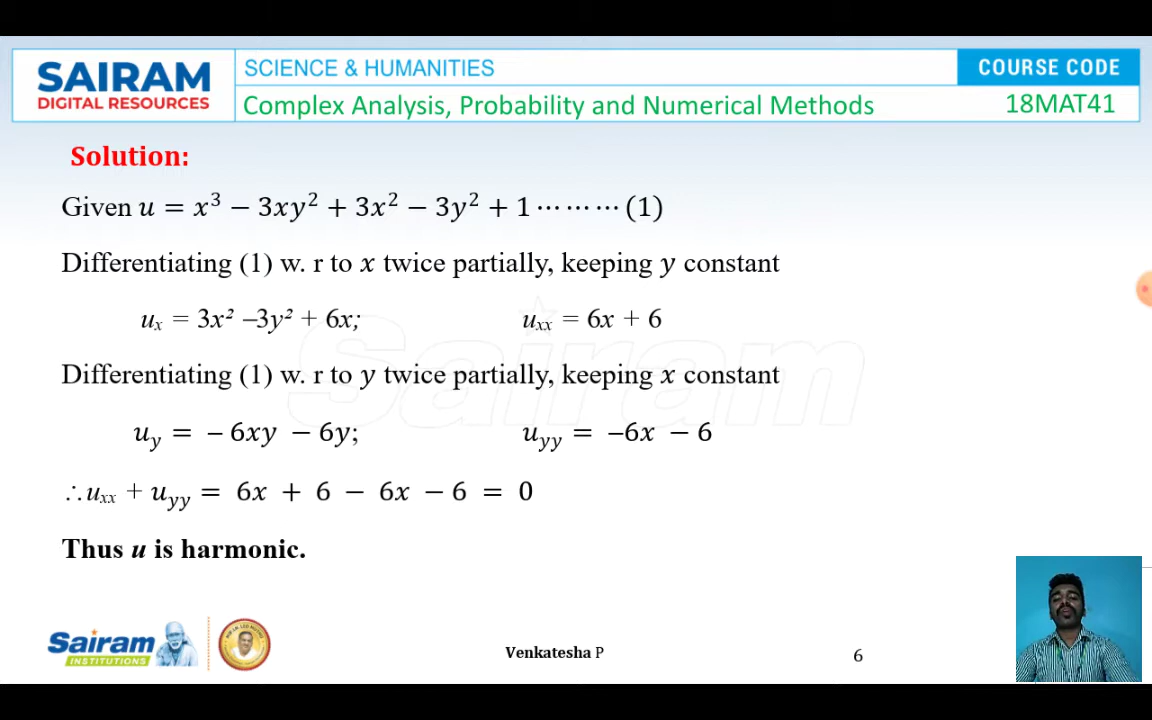 SAIRAM
DIGITAL RESOURCES
SCIENCE & HUMANITIES
COURSE CODE
Complex Analysis, Probability and Numerical Methods
18MAT41
Solution:
Given u = x³ − 3xy² + 3x² − 3y² + 1 ⋯ ⋯ ⋯ (1)
Differentiating (1) w. r to x twice partially, keeping y constant
uₓ = 3x² –3y² + 6x; uₓₓ = 6x + 6
Differentiating (1) w. r to y twice partially, keeping x constant
u_y = – 6xy − 6y; u_yy = –6x − 6
∴uₓₓ + u_yy = 6x + 6 − 6x − 6 = 0
Thus u is harmonic.
Sairam
Sairam
INSTITUTIONS
Venkatesha P
6